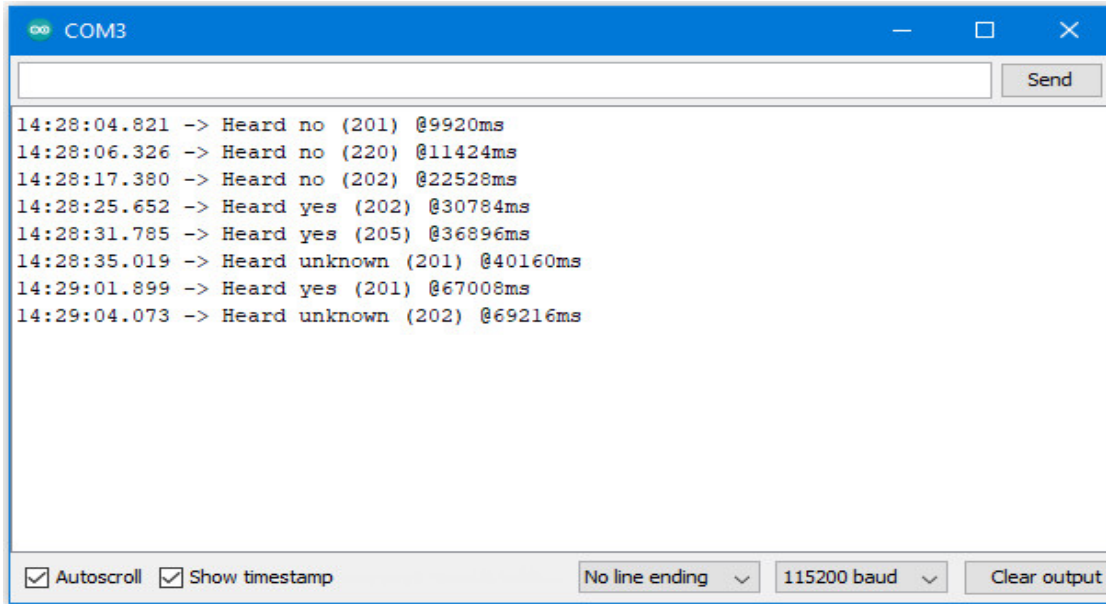 COM3
Send
14:28:04.821 -> Heard no (201) @9920ms
14:28:06.326 -> Heard no (220) @11424ms
14:28:17.380 -> Heard no (202) @22528ms
14:28:25.652 -> Heard yes (202) @30784ms
14:28:31.785 -> Heard yes (205) @36896ms
14:28:35.019 -> Heard unknown (201) @40160ms
14:29:01.899 -> Heard yes (201) @67008ms
14:29:04.073 -> Heard unknown (202) @69216ms
Autoscroll Show timestamp No line ending 115200 baud Clear output